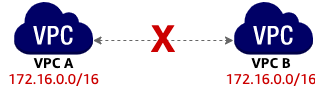 VPC
VPC
X
VPC A
VPC B
172.16.0.0/16
172.16.0.0/16